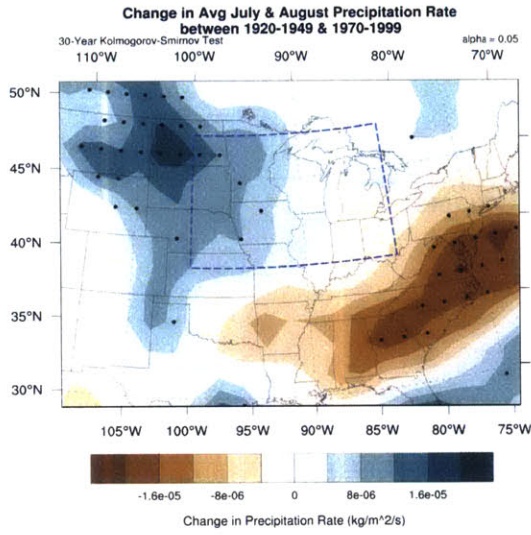 Change in Avg July & August Precipitation Rate
between 1920-1949 & 1970-1999
30-Year Kolmogorov-Smirnov Test alpha = 0.05
110°W 100°W 90°W 80°W 70°W
50°N
45°N
40°N
35°N
30°N
105°W 100°W 95°W 90°W 85°W 80°W 75°W
-1.6e-05 -8e-06 0 8e-06 1.6e-05
Change in Precipitation Rate (kg/m^2/s)